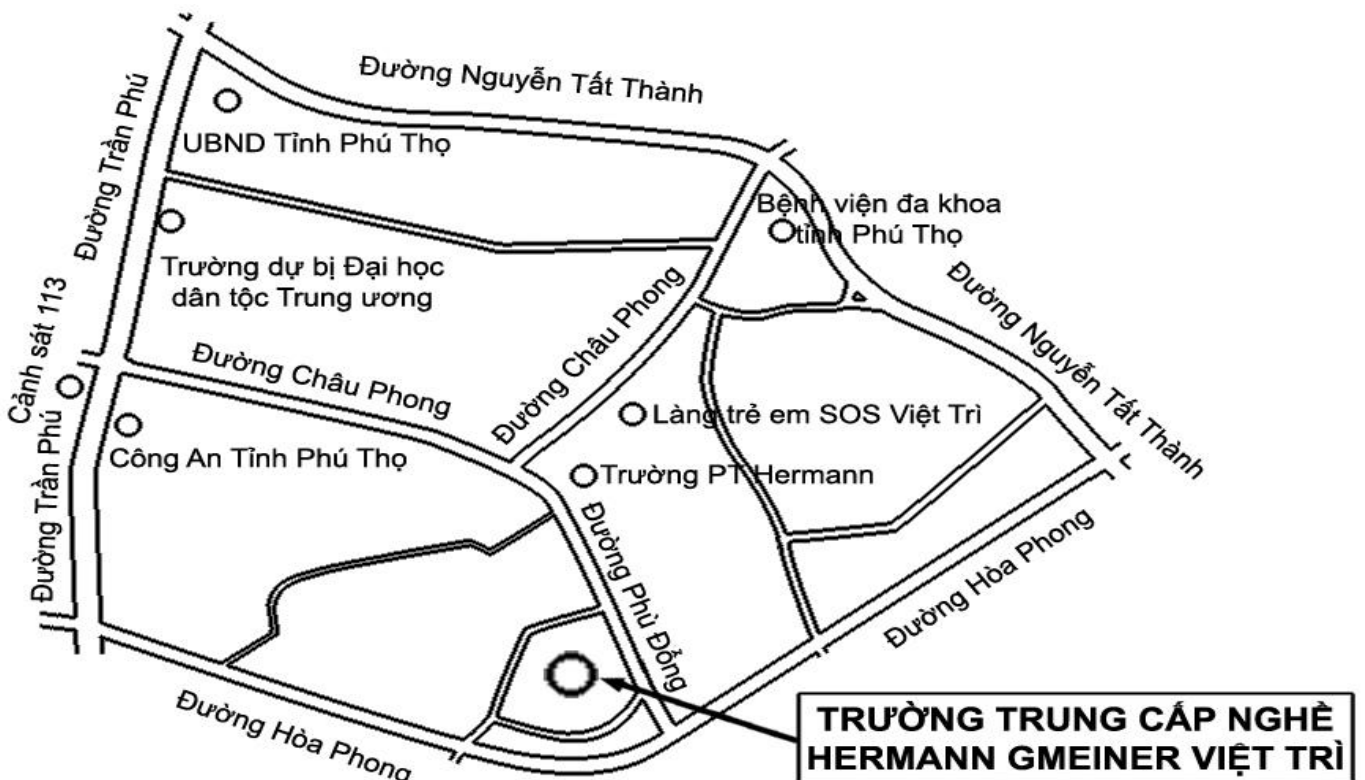 Đường Nguyễn Tất Thành
Đường Trần Phú
UBND Tỉnh Phú Thọ
Bệnh viện đa khoa
tỉnh Phú Thọ
Trường dự bị Đại học
dân tộc Trung ương
Đường Nguyễn Tất Thành
Cảnh sát 113
Đường Châu Phong
Đường Châu Phong
Làng trẻ em SOS Việt Trì
Đường Trần Phú
Công An Tỉnh Phú Thọ
Trường PT Hermann
Đường Phù Đổng
Đường Hòa Phong
Đường Hòa Phong
TRƯỜNG TRUNG CẤP NGHỀ
HERMANN GMEINER VIỆT TRÌ